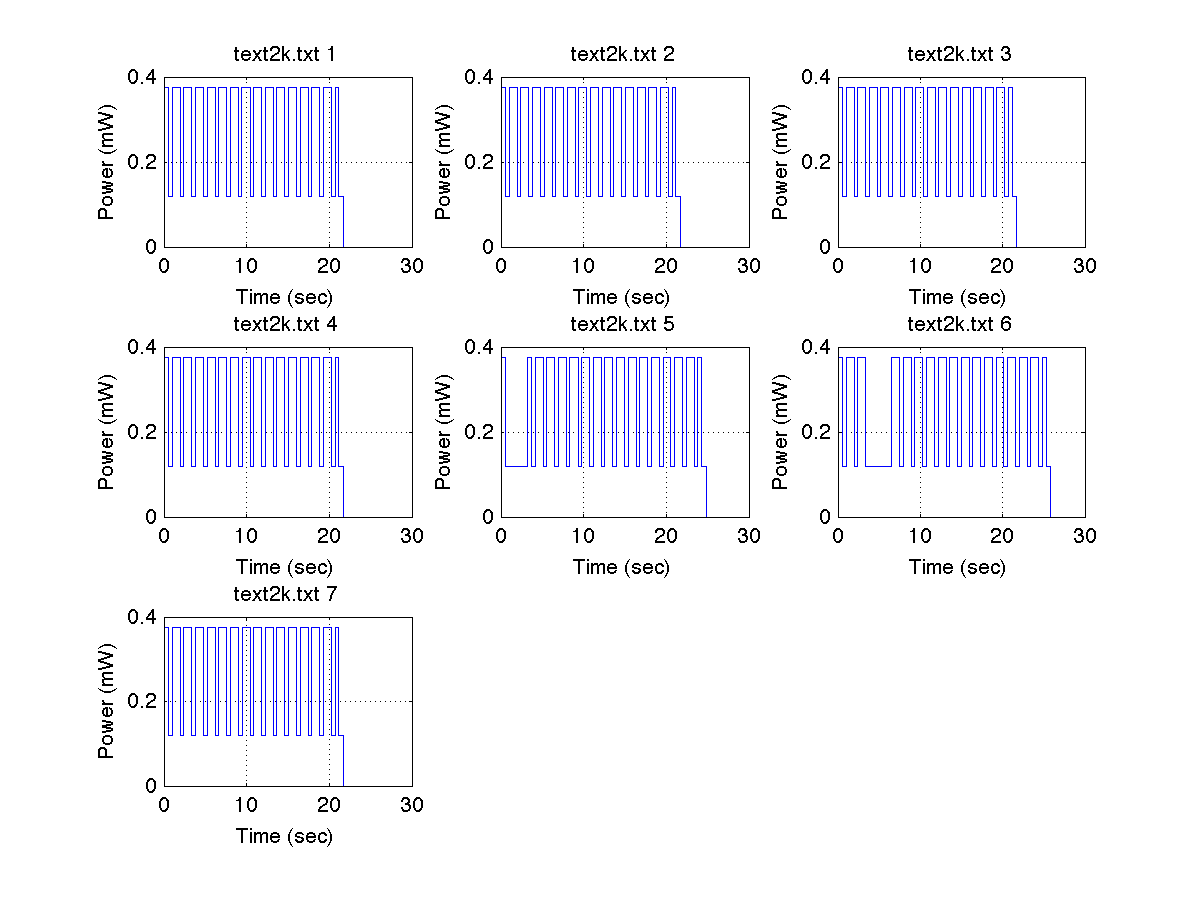 text2k.txt 1
text2k.txt 2
text2k.txt 3
0.4
0.2
0
Power (mW)
0 10 20 30
Time (sec)
0.4
0.2
0
Power (mW)
0 10 20 30
Time (sec)
0.4
0.2
0
Power (mW)
0 10 20 30
Time (sec)
text2k.txt 4
text2k.txt 5
text2k.txt 6
0.4
0.2
0
Power (mW)
0 10 20 30
Time (sec)
0.4
0.2
0
Power (mW)
0 10 20 30
Time (sec)
0.4
0.2
0
Power (mW)
0 10 20 30
Time (sec)
text2k.txt 7
0.4
0.2
0
Power (mW)
0 10 20 30
Time (sec)